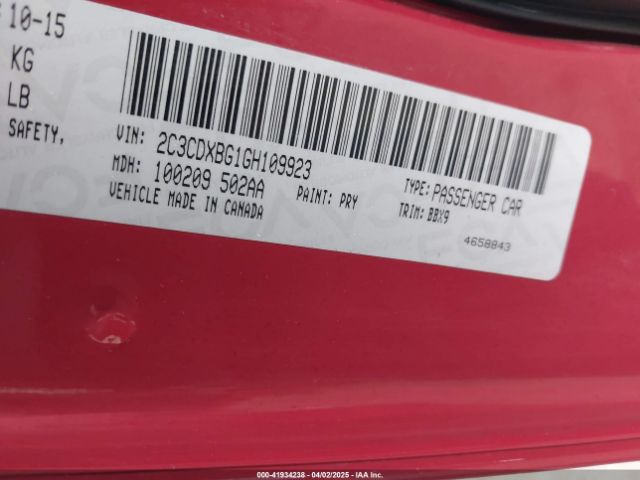 10-15
KG
LB
SAFETY,
VIN: 2C3CDXBG1GH109923
MDH: 100209 502AA
PAINT: PRY
VEHICLE MADE IN CANADA
TYPE: PASSENGER CAR
TRIM: BBX9
4658843
000-41934238 - 04/02/2025 - IAA Inc.